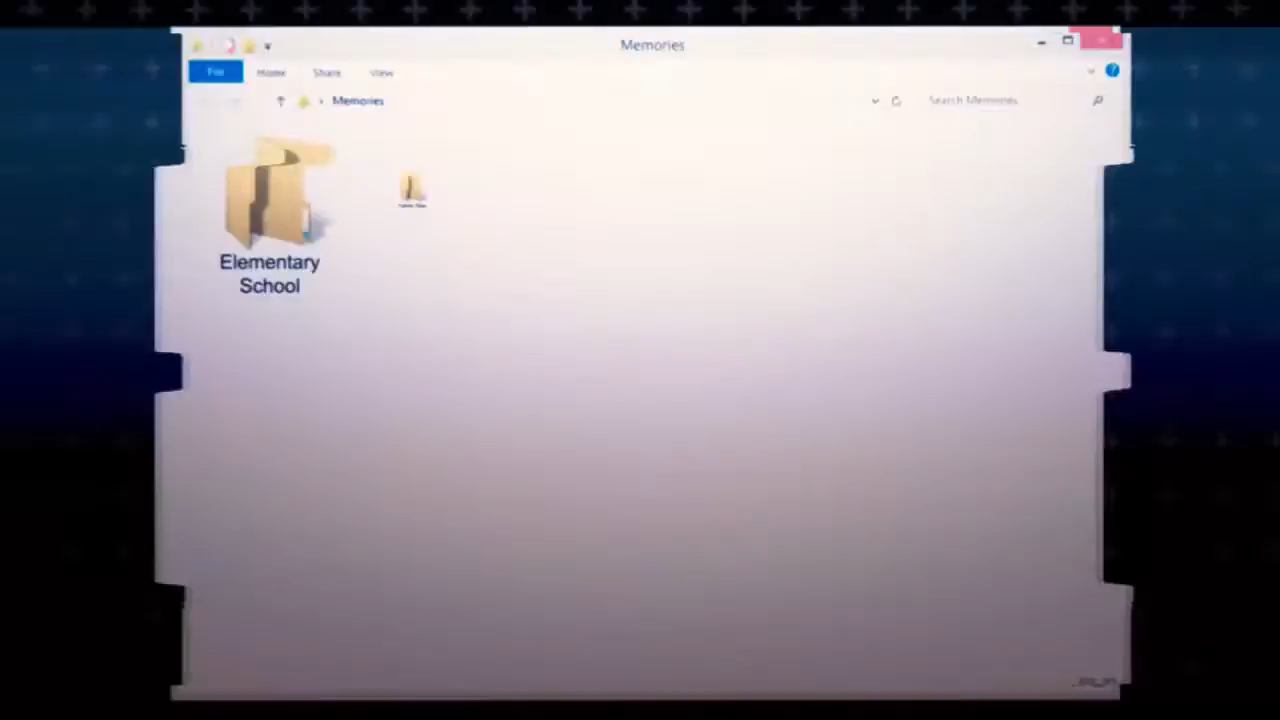 Memories
File
Home
Share
View
Memories
Search Memories
Elementary
School